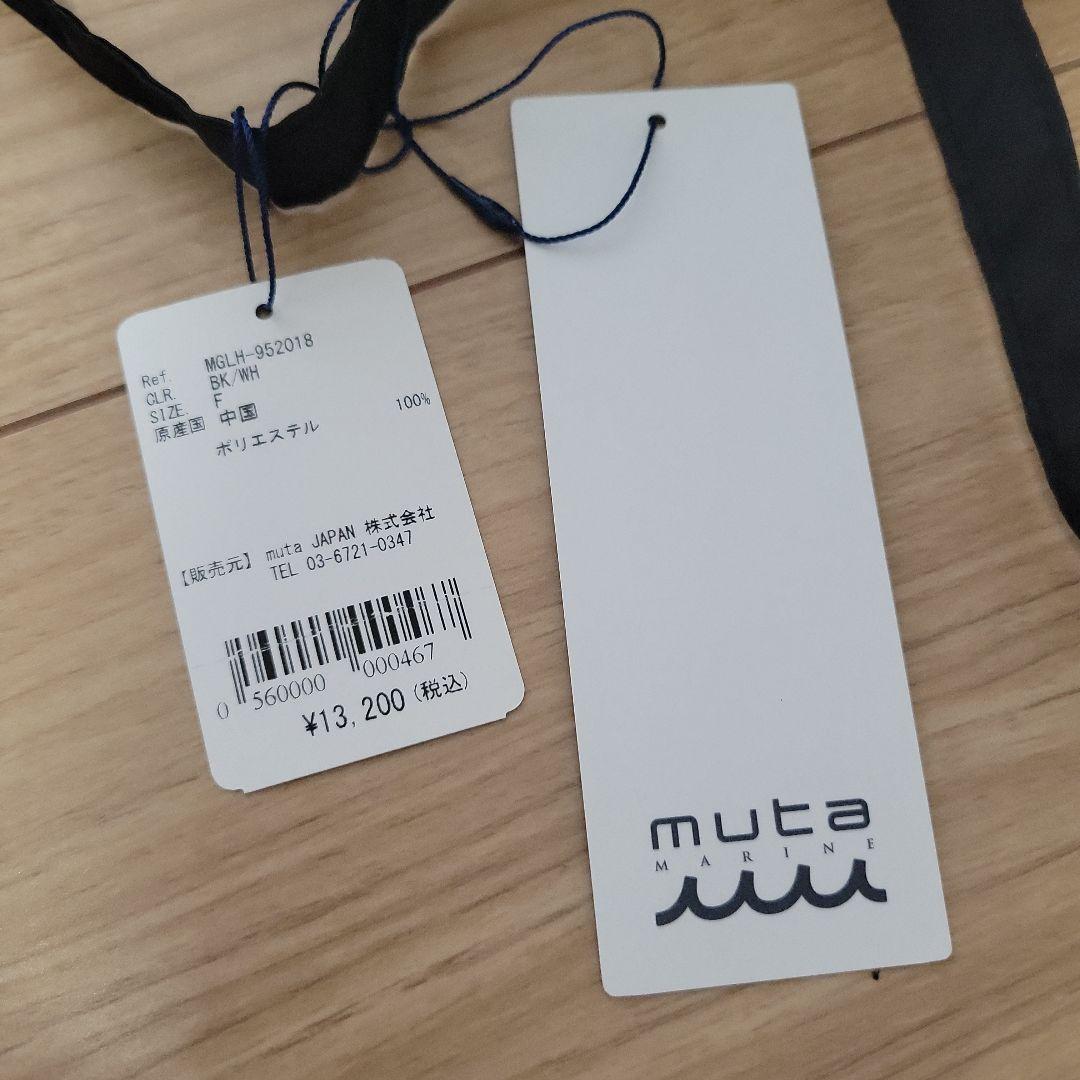 Ref. MGLH-952018
CLR. BK/WH
SIZE. F
原産国 中国
ポリエステル 100%
【販売元】 muta JAPAN 株式会社
TEL 03-6721-0347
0 560000 000467
¥13,200 (税込)
muta
MARINE